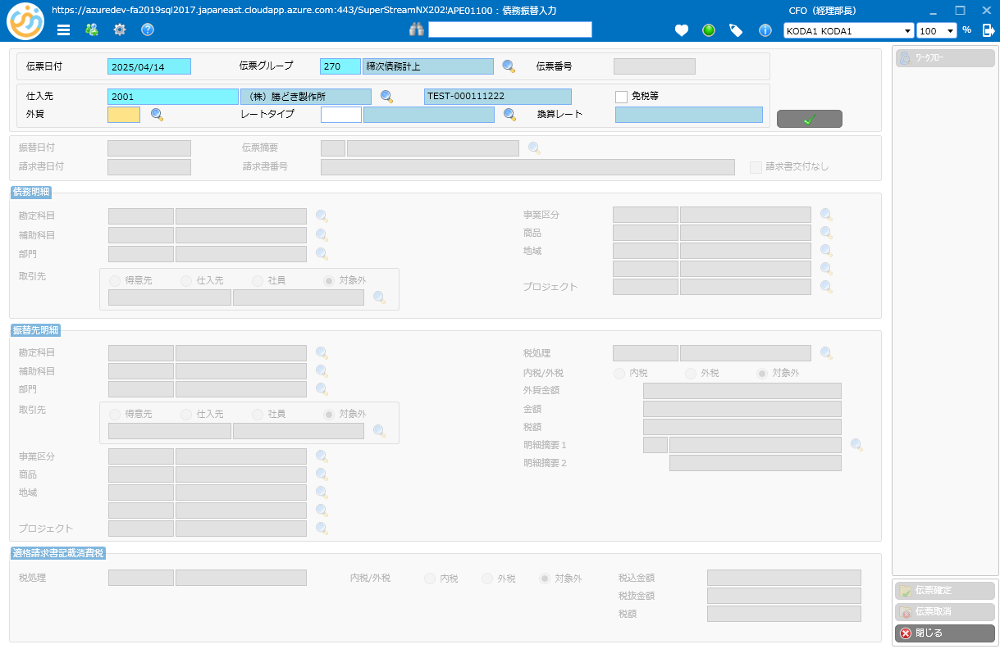 https://azuredev-fa2019sql2017.japaneast.cloudapp.azure.com:443/SuperStreamNX202!APE01100 : 債務振替入力
CFO (経理部長)
KODA1 KODA1
100
%
伝票日付
2025/04/14
伝票グループ
270
締次債務計上
伝票番号
仕入先
2001
(株) 勝どき製作所
TEST-000111222
免税等
外貨
レートタイプ
換算レート
振替日付
伝票摘要
請求書日付
請求書番号
請求書交付なし
債務明細
勘定科目
補助科目
部門
取引先
得意先
仕入先
社員
対象外
事業区分
商品
地域
プロジェクト
振替先明細
勘定科目
補助科目
部門
取引先
得意先
仕入先
社員
対象外
事業区分
商品
地域
プロジェクト
税処理
内税/外税
内税
外税
対象外
外貨金額
金額
税額
明細摘要1
明細摘要2
適格請求書記載消費税
税処理
内税/外税
内税
外税
対象外
税込金額
税抜金額
税額
ワークフロー
伝票確定
伝票取消
閉じる